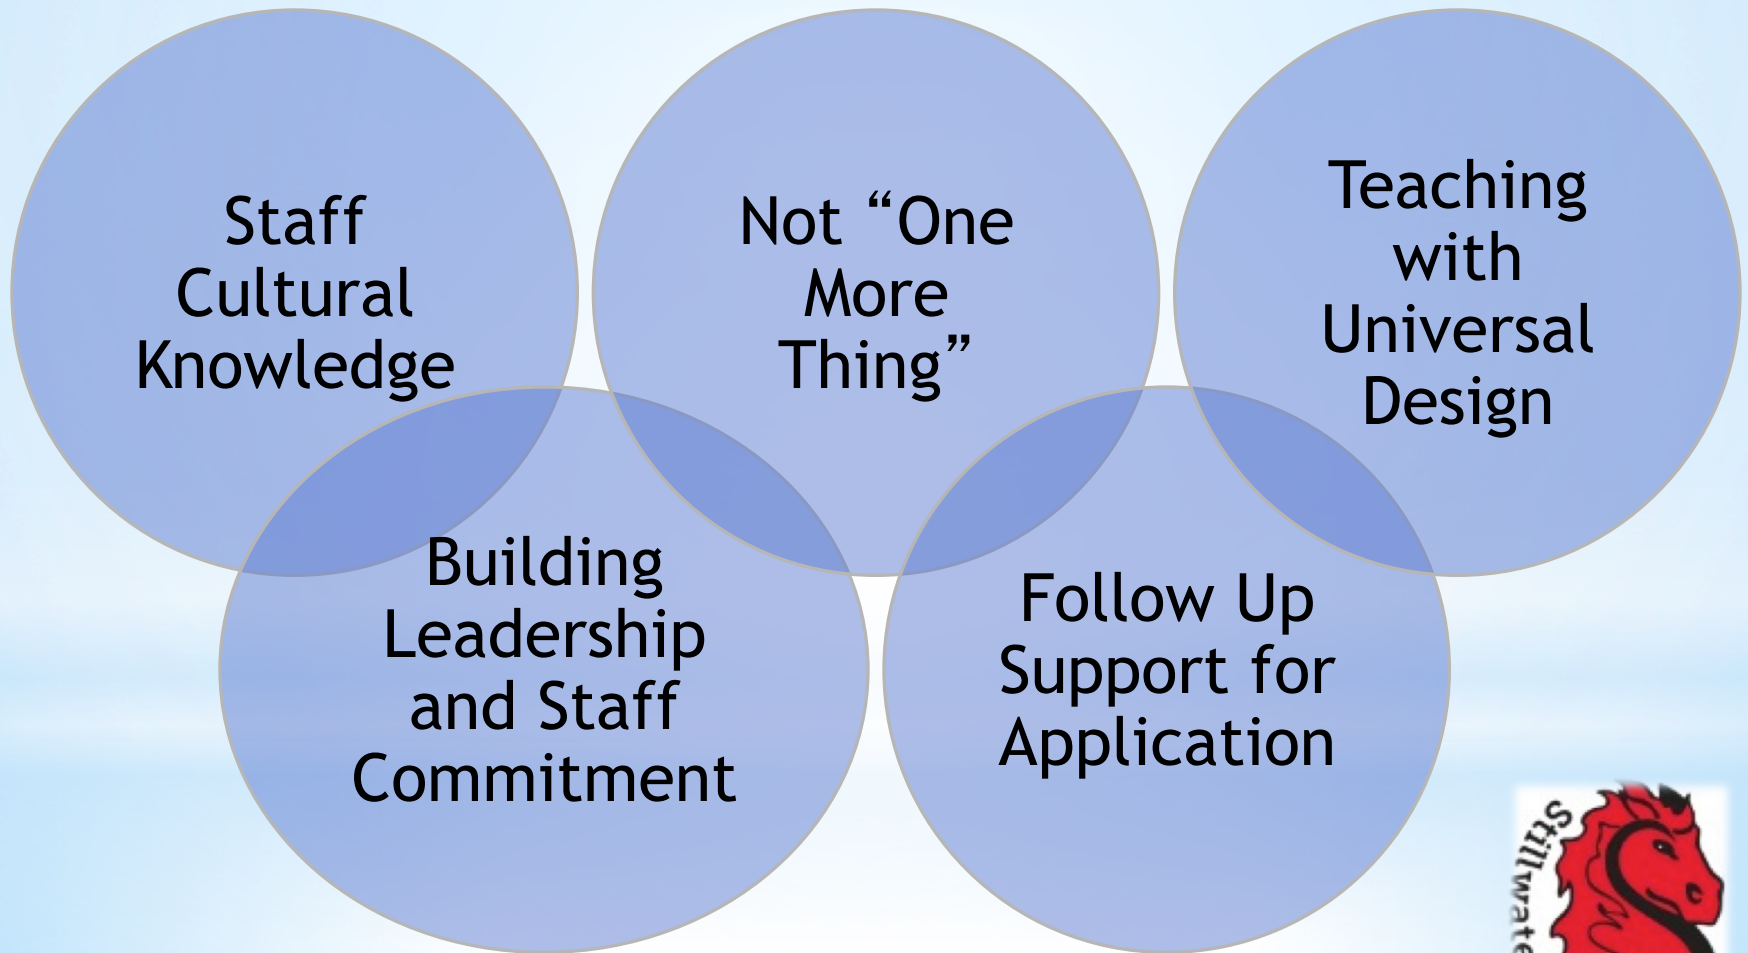 Staff
Cultural
Knowledge
Not “One
More
Thing”
Teaching
with
Universal
Design
Building
Leadership
and Staff
Commitment
Follow Up
Support for
Application